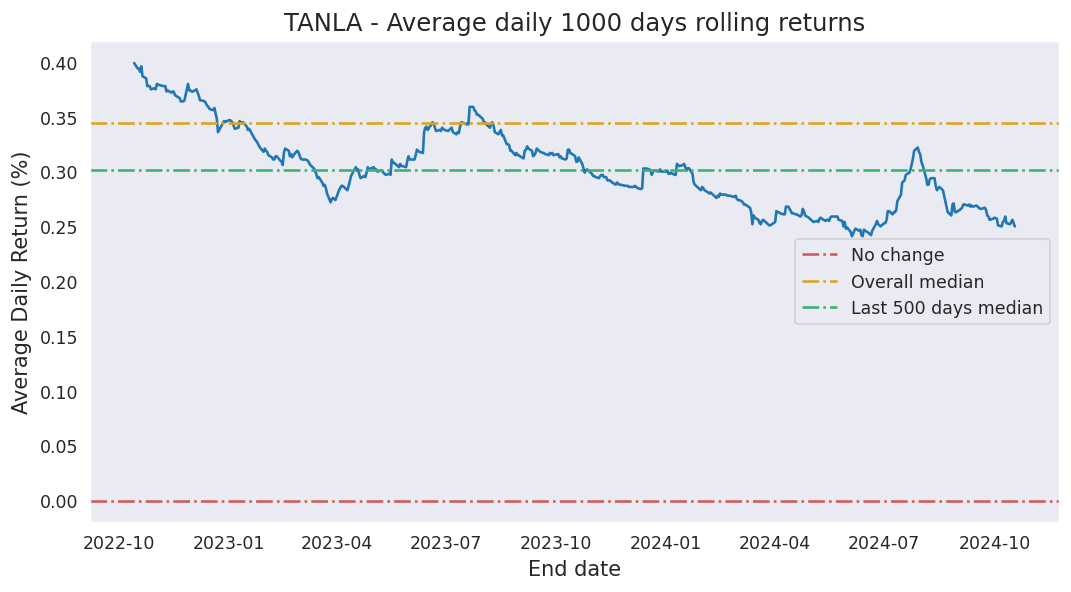 TANLA - Average daily 1000 days rolling returns
Average Daily Return (%)
0.40
0.35
0.30
0.25
0.20
0.15
0.10
0.05
0.00
No change
Overall median
Last 500 days median
2022-10 2023-01 2023-04 2023-07 2023-10 2024-01 2024-04 2024-07 2024-10
End date